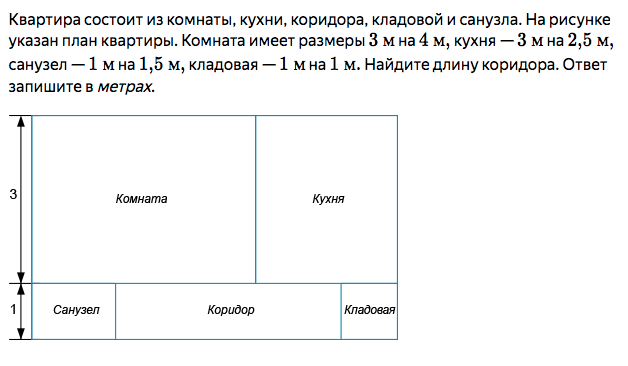 Квартира состоит из комнаты, кухни, коридора, кладовой и санузла. На рисунке
указан план квартиры. Комната имеет размеры 3 м на 4 м, кухня — 3 м на 2,5 м,
санузел — 1 м на 1,5 м, кладовая — 1 м на 1 м. Найдите длину коридора. Ответ
запишите в метрах.
3
Комната
Кухня
1
Санузел
Коридор
Кладовая